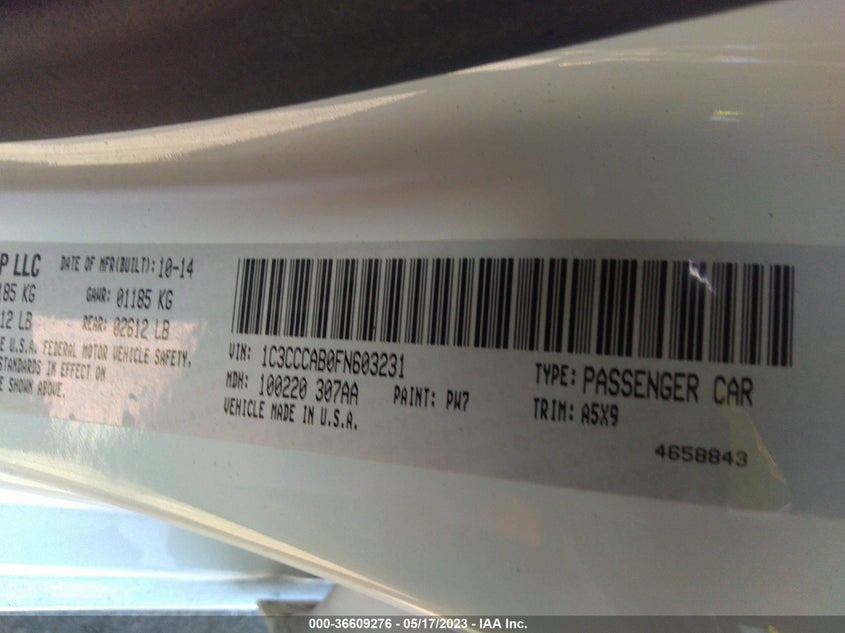 P LLC DATE OF MFR(BUILT): 10-14
185 KG GAWR: 01185 KG
12 LB REAR: 02612 LB
E U.S.A. FEDERAL MOTOR VEHICLE SAFETY,
STANDARDS IN EFFECT ON
E SHOWN ABOVE.
VIN: 1C3CCCAB0FN603231
MDH: 100220 307AA PAINT: PW7
VEHICLE MADE IN U.S.A.
TYPE: PASSENGER CAR
TRIM: A5X9
4658843
000-36609276 - 05/17/2023 - IAA Inc.